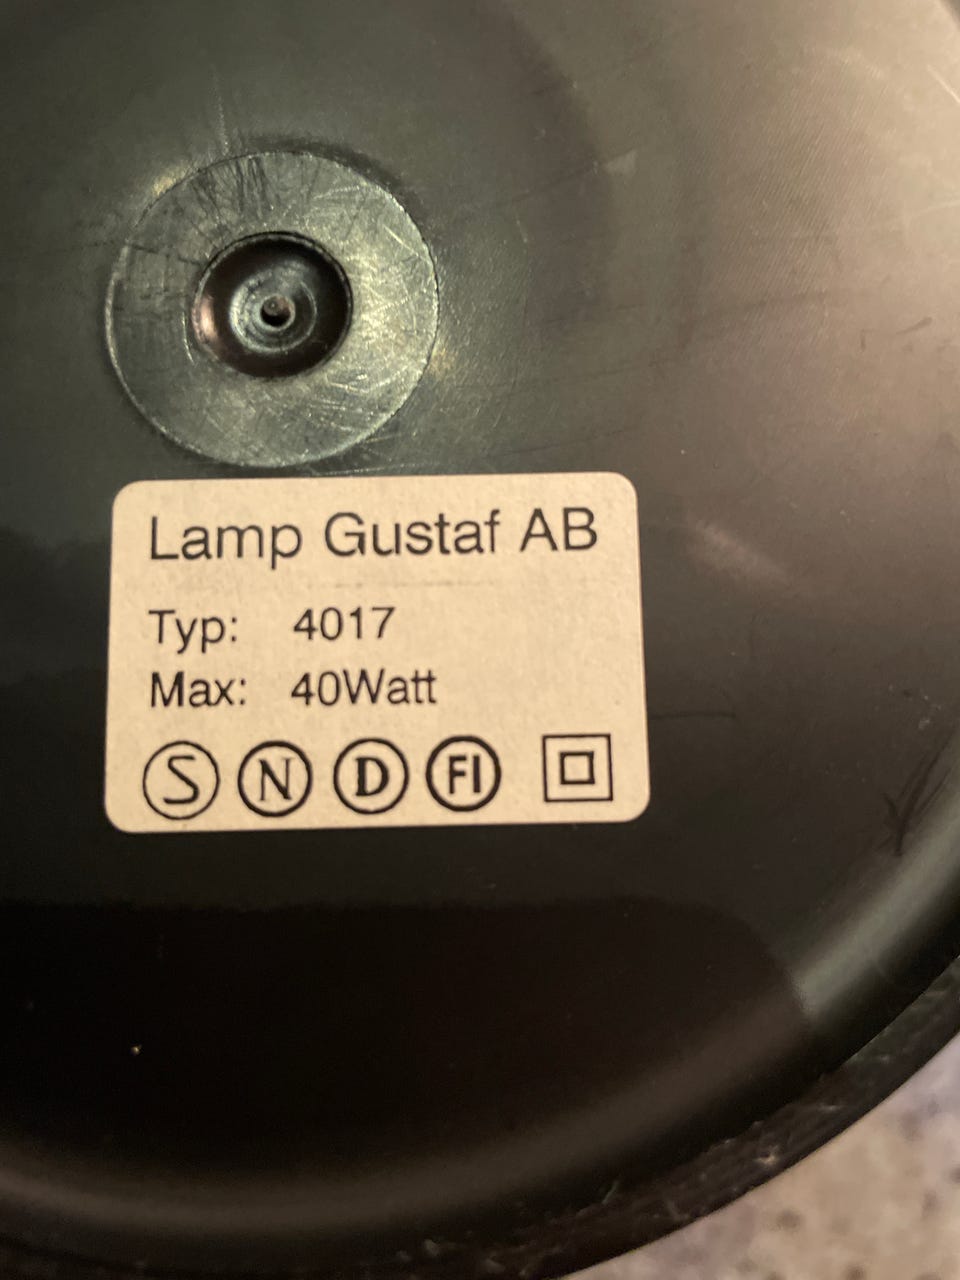 Lamp Gustaf AB
Typ: 4017
Max: 40Watt
S N D FI